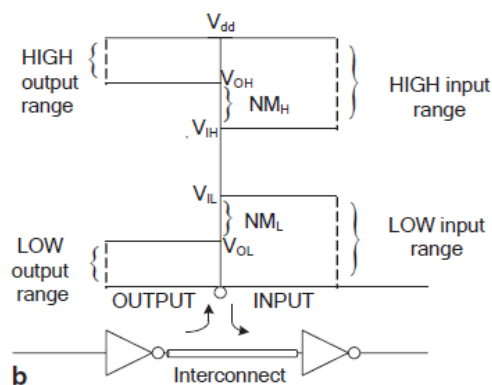 Vdd
HIGH
output
range
VOH
NMH
HIGH input
range
.VIH
VIL
NML
LOW input
range
LOW
output
range
VOL
OUTPUT
INPUT
b
Interconnect